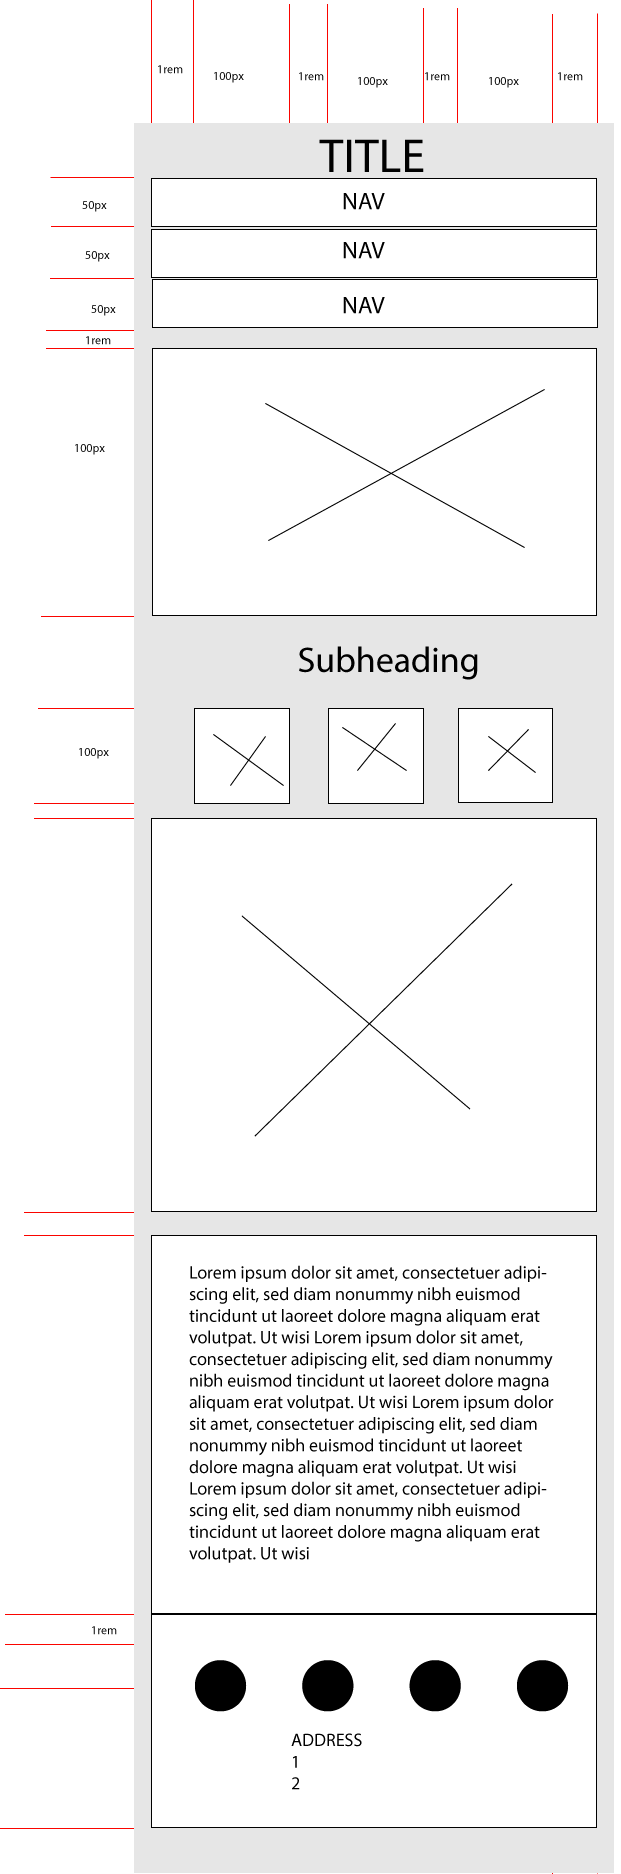 1rem 100px 1rem 100px 1rem 100px 1rem
TITLE
50px NAV
50px NAV
50px NAV
1rem
100px
Subheading
100px
Lorem ipsum dolor sit amet, consectetuer adipi-
scing elit, sed diam nonummy nibh euismod
tincidunt ut laoreet dolore magna aliquam erat
volutpat. Ut wisi Lorem ipsum dolor sit amet,
consectetuer adipiscing elit, sed diam nonummy
nibh euismod tincidunt ut laoreet dolore magna
aliquam erat volutpat. Ut wisi Lorem ipsum dolor
sit amet, consectetuer adipiscing elit, sed diam
nonummy nibh euismod tincidunt ut laoreet
dolore magna aliquam erat volutpat. Ut wisi
Lorem ipsum dolor sit amet, consectetuer adipi-
scing elit, sed diam nonummy nibh euismod
tincidunt ut laoreet dolore magna aliquam erat
volutpat. Ut wisi
1rem
ADDRESS
1
2